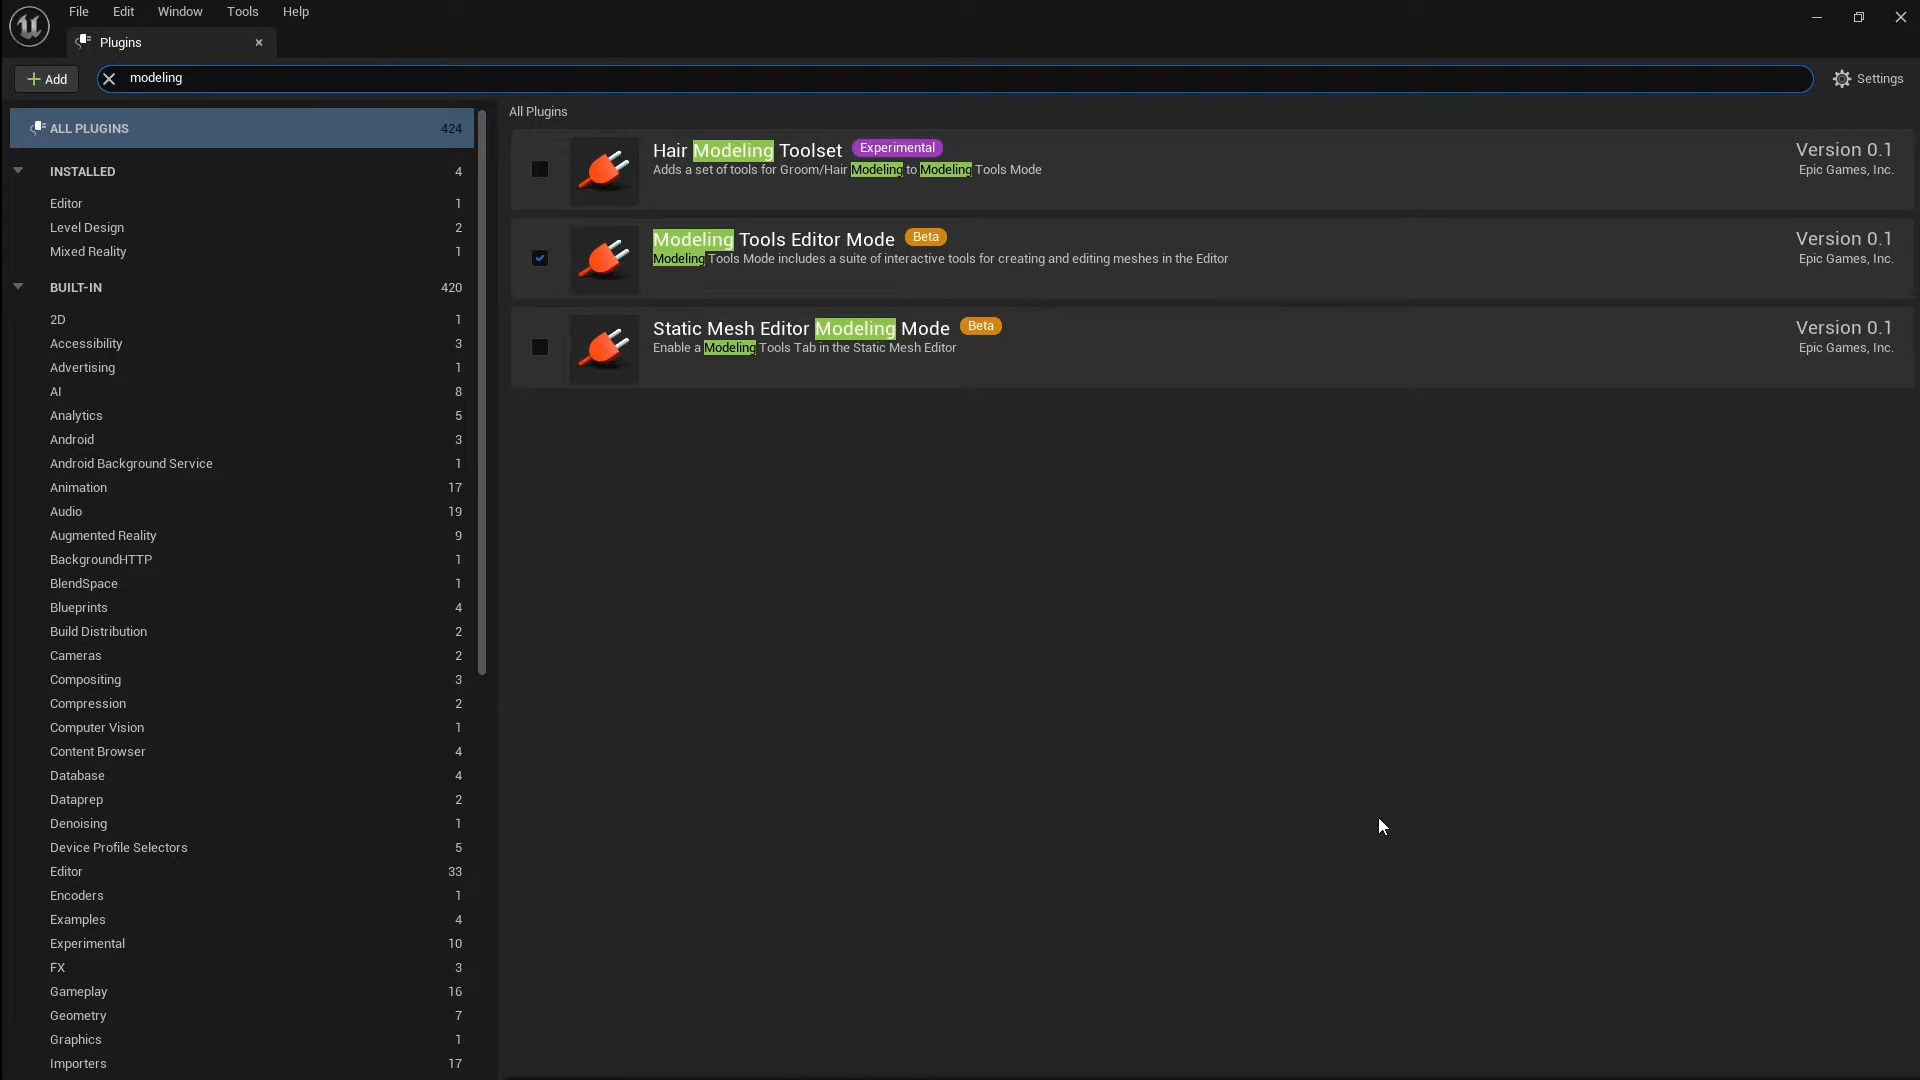 File Edit Window Tools Help
Plugins
Add modeling Settings
ALL PLUGINS 424
INSTALLED 4
Editor 1
Level Design 2
Mixed Reality 1
BUILT-IN 420
2D 1
Accessibility 3
Advertising 1
AI 8
Analytics 5
Android 3
Android Background Service 1
Animation 17
Audio 19
Augmented Reality 9
BackgroundHTTP 1
BlendSpace 1
Blueprints 4
Build Distribution 2
Cameras 2
Compositing 3
Compression 2
Computer Vision 1
Content Browser 4
Database 4
Dataprep 2
Denoising 1
Device Profile Selectors 5
Editor 33
Encoders 1
Examples 4
Experimental 10
FX 3
Gameplay 16
Geometry 7
Graphics 1
Importers 17
All Plugins
Hair Modeling Toolset Experimental Version 0.1
Adds a set of tools for Groom/Hair Modeling to Modeling Tools Mode Epic Games, Inc.
Modeling Tools Editor Mode Beta Version 0.1
Modeling Tools Mode includes a suite of interactive tools for creating and editing meshes in the Editor Epic Games, Inc.
Static Mesh Editor Modeling Mode Beta Version 0.1
Enable a Modeling Tools Tab in the Static Mesh Editor Epic Games, Inc.